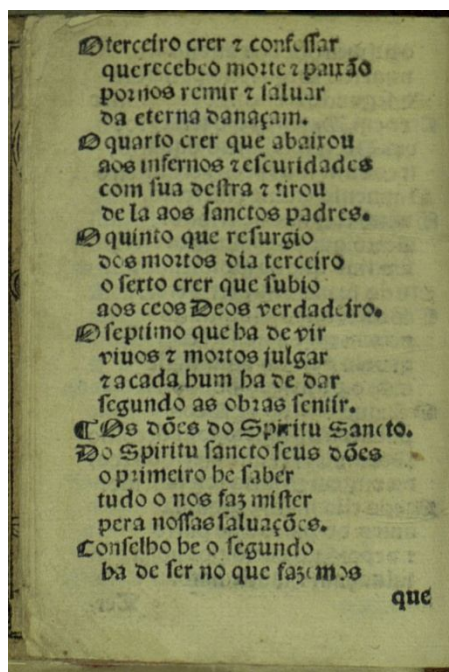 O terceiro crer ⁊ confessar
que recebeo morte ⁊ paixão
por nos remir ⁊ saluar
da eterna danaçam.
O quarto crer que abaixou
aos infernos ⁊ escuridades
com sua destra ⁊ tirou
de la aos sanctos padres.
O quinto que resurgio
dos mortos dia terceiro
o sexto crer que subio
aos ceos Deos verdadeiro.
O septimo que ha de vir
viuos ⁊ mortos julgar
⁊ a cada hum ha de dar
segundo as obras sentir.
¶ Os dões do Spiritu Sancto.
Do Spiritu sancto seus dões
o primeiro he saber
tudo o nos faz mister
pera nossas saluações.
Conselho he o segundo
ha de ser no que fazemos
que